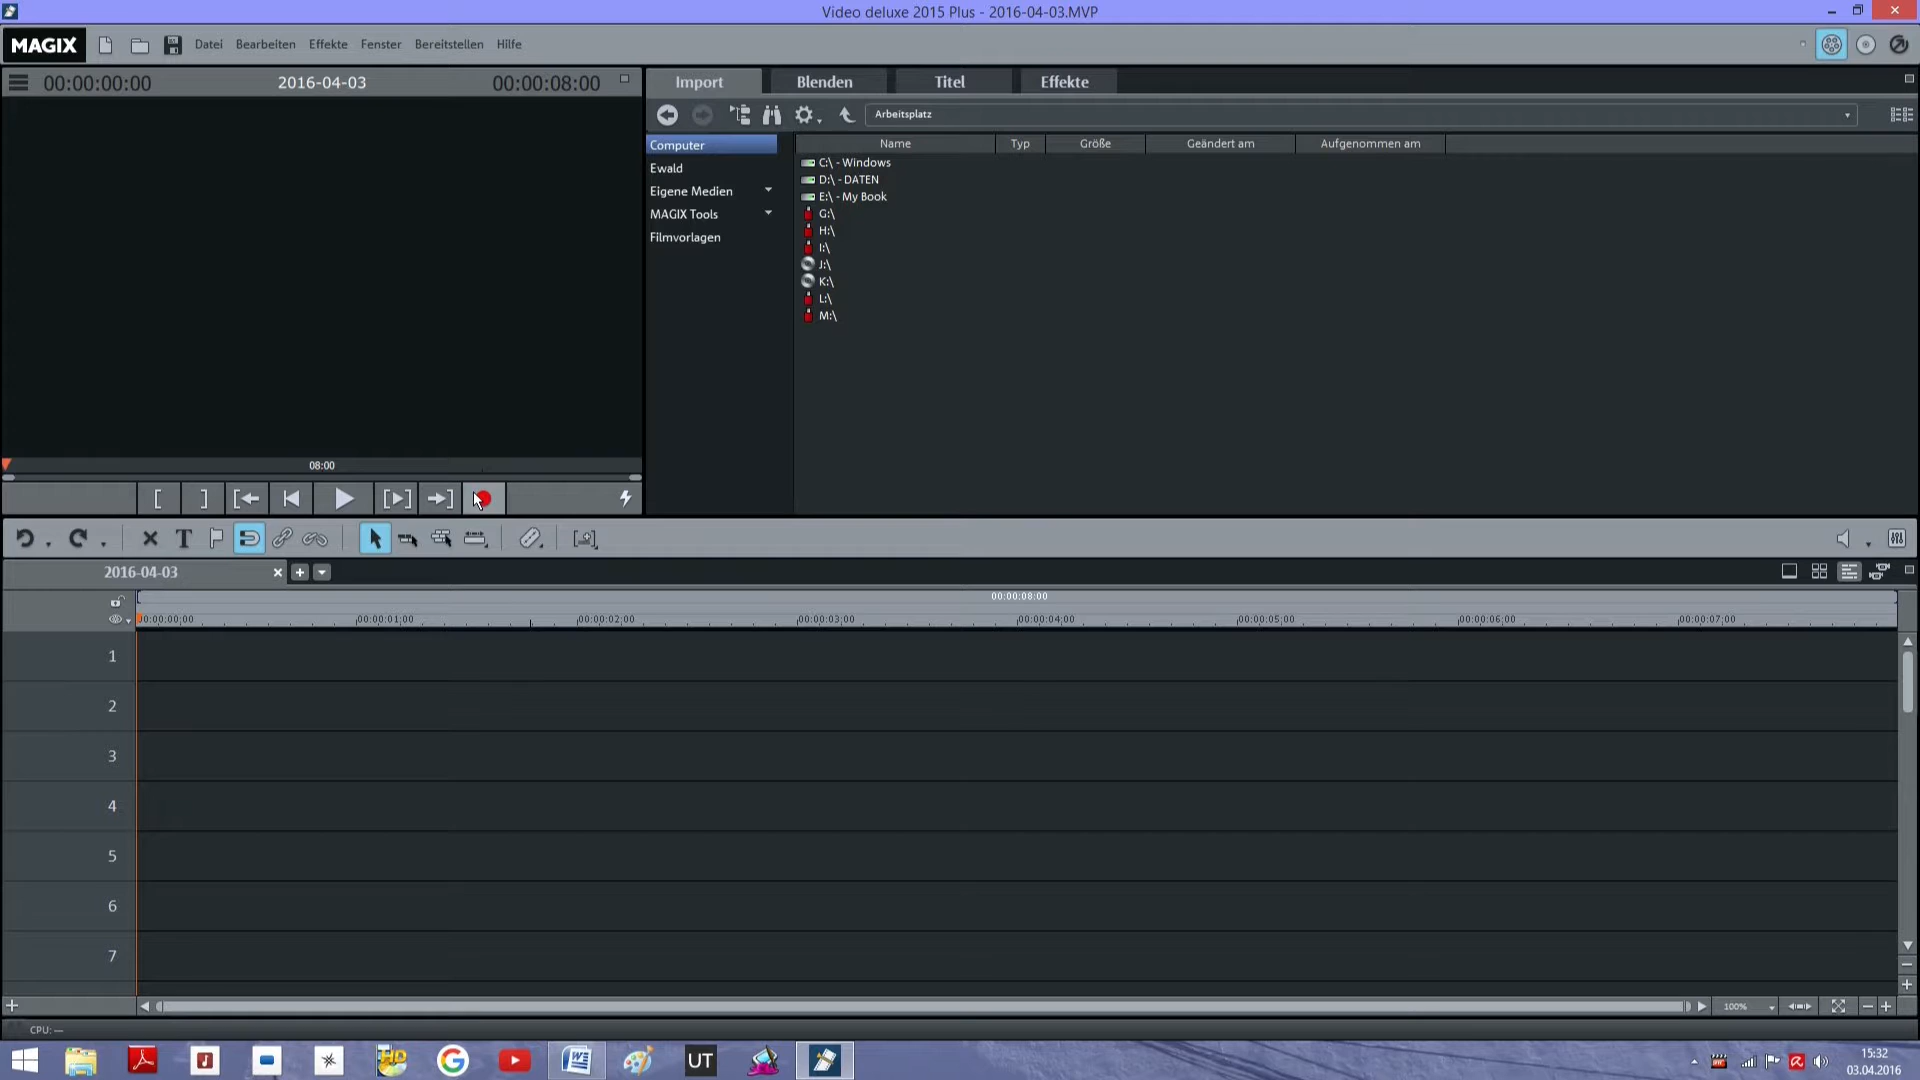 Video deluxe 2015 Plus - 2016-04-03.MVP
MAGIX Datei Bearbeiten Effekte Fenster Bereitstellen Hilfe
00:00:00:00 2016-04-03 00:00:08:00
Import Blenden Titel Effekte
Arbeitsplatz
Name Typ Größe Geändert am Aufgenommen am
Computer
Ewald
Eigene Medien
MAGIX Tools
Filmvorlagen
C:\ - Windows
D:\ - DATEN
E:\ - My Book
G:\
H:\
I:\
J:\
K:\
L:\
M:\
08:00
T
2016-04-03
00:00:08:00
00:00:00;00 00:00:01;00 00:00:02;00 00:00:03;00 00:00:04;00 00:00:05;00 00:00:06;00 00:00:07;00
1
2
3
4
5
6
7
100%
CPU: —
HD G W UT
15:32
03.04.2016